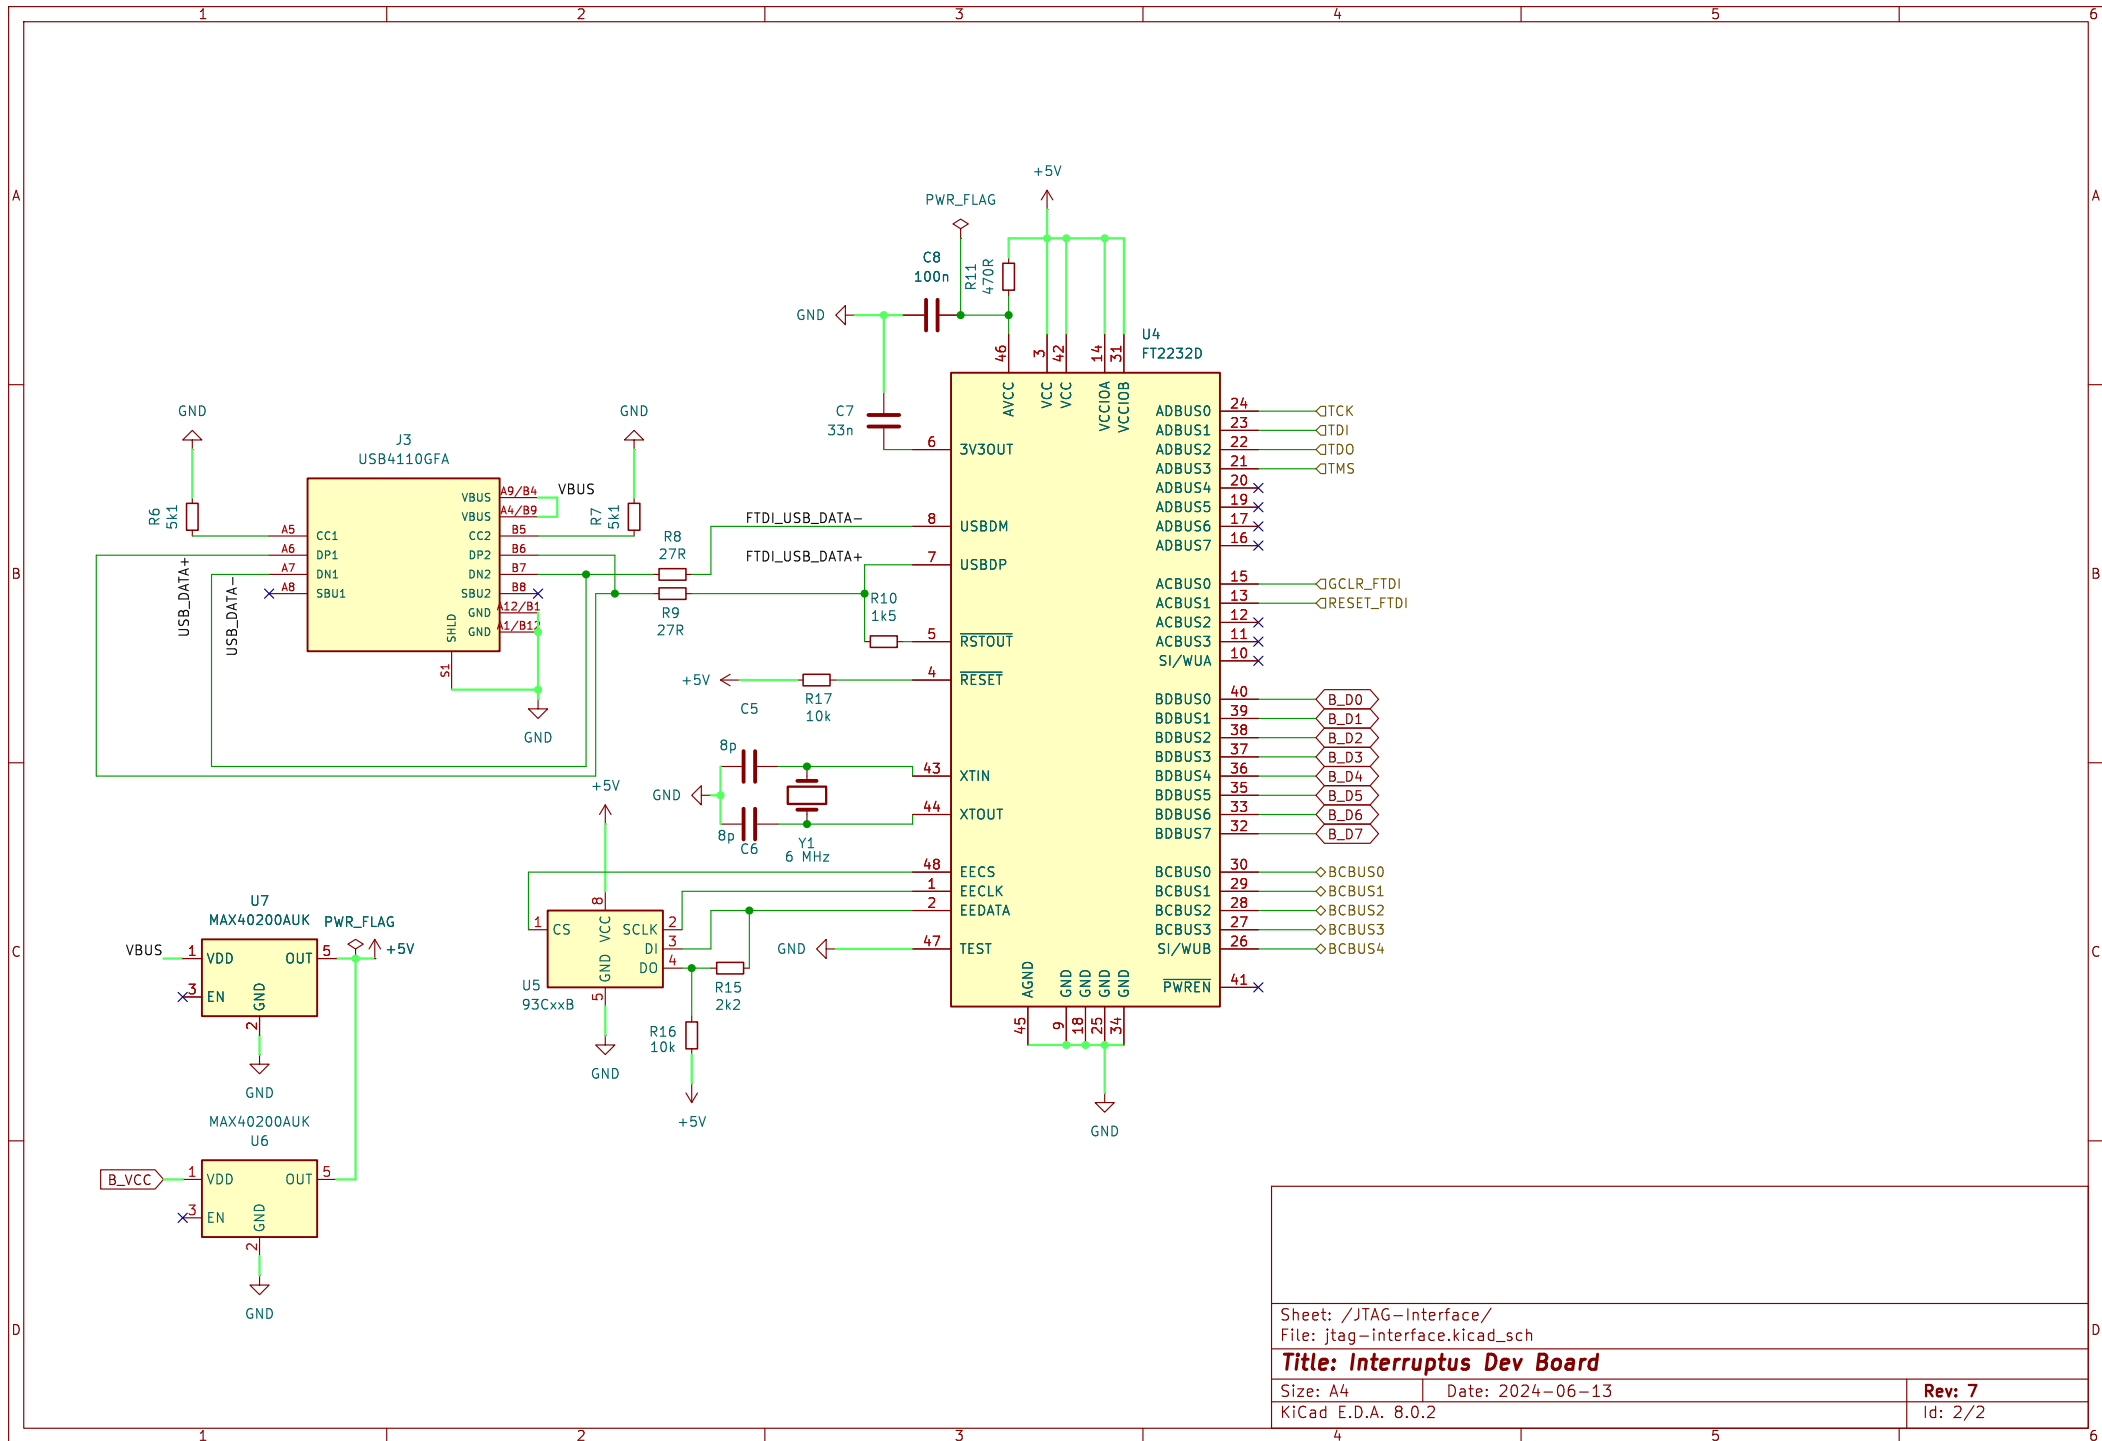 1 2 3 4 5 6
A A
B B
C C
D D
1 2 3 4 5 6
+5V
PWR_FLAG
C8
100n
R11
470R
GND
C7
33n
U4
FT2232D
46
3
42
14
31
AVCC
VCC
VCC
VCCIOA
VCCIOB
6 3V3OUT
8 USBDM
7 USBDP
5 RSTOUT
4 RESET
43 XTIN
44 XTOUT
48 EECS
1 EECLK
2 EEDATA
47 TEST
AGND
GND
GND
GND
GND
45
9
18
25
34
GND
ADBUS0 24 TCK
ADBUS1 23 TDI
ADBUS2 22 TDO
ADBUS3 21 TMS
ADBUS4 20
ADBUS5 19
ADBUS6 17
ADBUS7 16
ACBUS0 15 GCLR_FTDI
ACBUS1 13 RESET_FTDI
ACBUS2 12
ACBUS3 11
SI/WUA 10
BDBUS0 40 B_D0
BDBUS1 39 B_D1
BDBUS2 38 B_D2
BDBUS3 37 B_D3
BDBUS4 36 B_D4
BDBUS5 35 B_D5
BDBUS6 33 B_D6
BDBUS7 32 B_D7
BCBUS0 30 BCBUS0
BCBUS1 29 BCBUS1
BCBUS2 28 BCBUS2
BCBUS3 27 BCBUS3
SI/WUB 26 BCBUS4
PWREN 41
GND
R6
5k1
J3
USB4110GFA
GND
R7
5k1
A5 CC1
A6 DP1
A7 DN1
A8 SBU1
VBUS A9/B4
VBUS A4/B9
CC2 B5
DP2 B6
DN2 B7
SBU2 B8
GND A12/B1
GND A1/B12
SHLD
S1
VBUS
GND
USB_DATA+
USB_DATA-
R8
27R
R9
27R
FTDI_USB_DATA-
FTDI_USB_DATA+
R10
1k5
+5V
R17
10k
C5
8p
GND
8p
C6
Y1
6 MHz
+5V
8
1 CS
VCC
SCLK 2
DI 3
DO 4
GND
5
U5
93CxxB
GND
GND
R15
2k2
R16
10k
+5V
U7
MAX40200AUK
PWR_FLAG
+5V
VBUS
1 VDD
OUT 5
3 EN
GND
2
GND
MAX40200AUK
U6
B_VCC
1 VDD
OUT 5
3 EN
GND
2
GND
Sheet: /JTAG-Interface/
File: jtag-interface.kicad_sch
Title: Interruptus Dev Board
Size: A4 Date: 2024-06-13 Rev: 7
KiCad E.D.A. 8.0.2 Id: 2/2